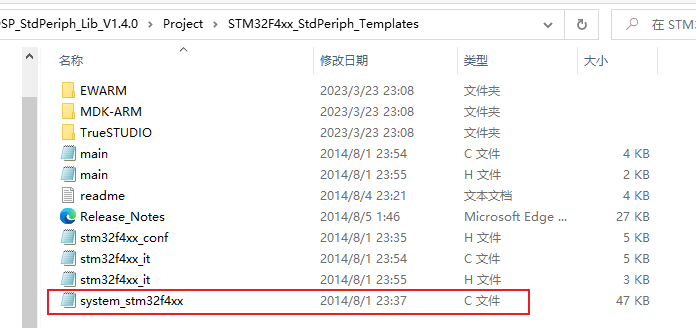 DSP_StdPeriph_Lib_V1.4.0 > Project > STM32F4xx_StdPeriph_Templates 在 STM
名称 修改日期 类型 大小
EWARM 2023/3/23 23:08 文件夹
MDK-ARM 2023/3/23 23:08 文件夹
TrueSTUDIO 2023/3/23 23:08 文件夹
main 2014/8/1 23:54 C 文件 4 KB
main 2014/8/1 23:55 H 文件 2 KB
readme 2014/8/4 23:21 文本文档 4 KB
Release_Notes 2014/8/5 1:46 Microsoft Edge ... 27 KB
stm32f4xx_conf 2014/8/1 23:35 H 文件 5 KB
stm32f4xx_it 2014/8/1 23:54 C 文件 5 KB
stm32f4xx_it 2014/8/1 23:55 H 文件 3 KB
system_stm32f4xx 2014/8/1 23:37 C 文件 47 KB